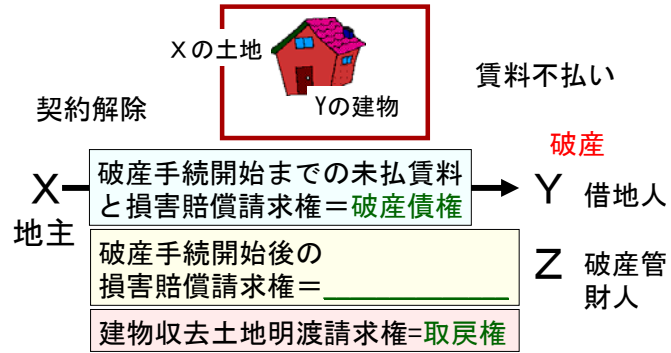 Xの土地
Yの建物
賃料不払い
契約解除
破産
X
地主
破産手続開始までの未払賃料
と損害賠償請求権＝破産債権
Y 借地人
破産手続開始後の
損害賠償請求権＝
Z 破産管
財人
建物収去土地明渡請求権=取戻権